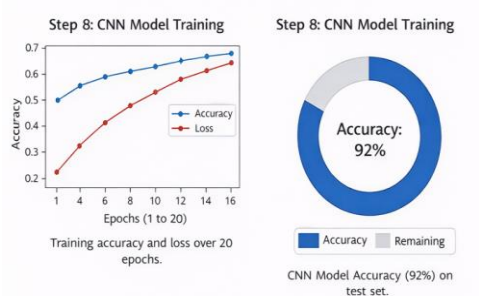 Step 8: CNN Model Training
0.7
0.6
0.5
0.4
0.3
0.2
Accuracy
Accuracy
Loss
1 4 6 8 10 12 14 16
Epochs (1 to 20)
Training accuracy and loss over 20
epochs.
Step 8: CNN Model Training
Accuracy:
92%
Accuracy Remaining
CNN Model Accuracy (92%) on
test set.